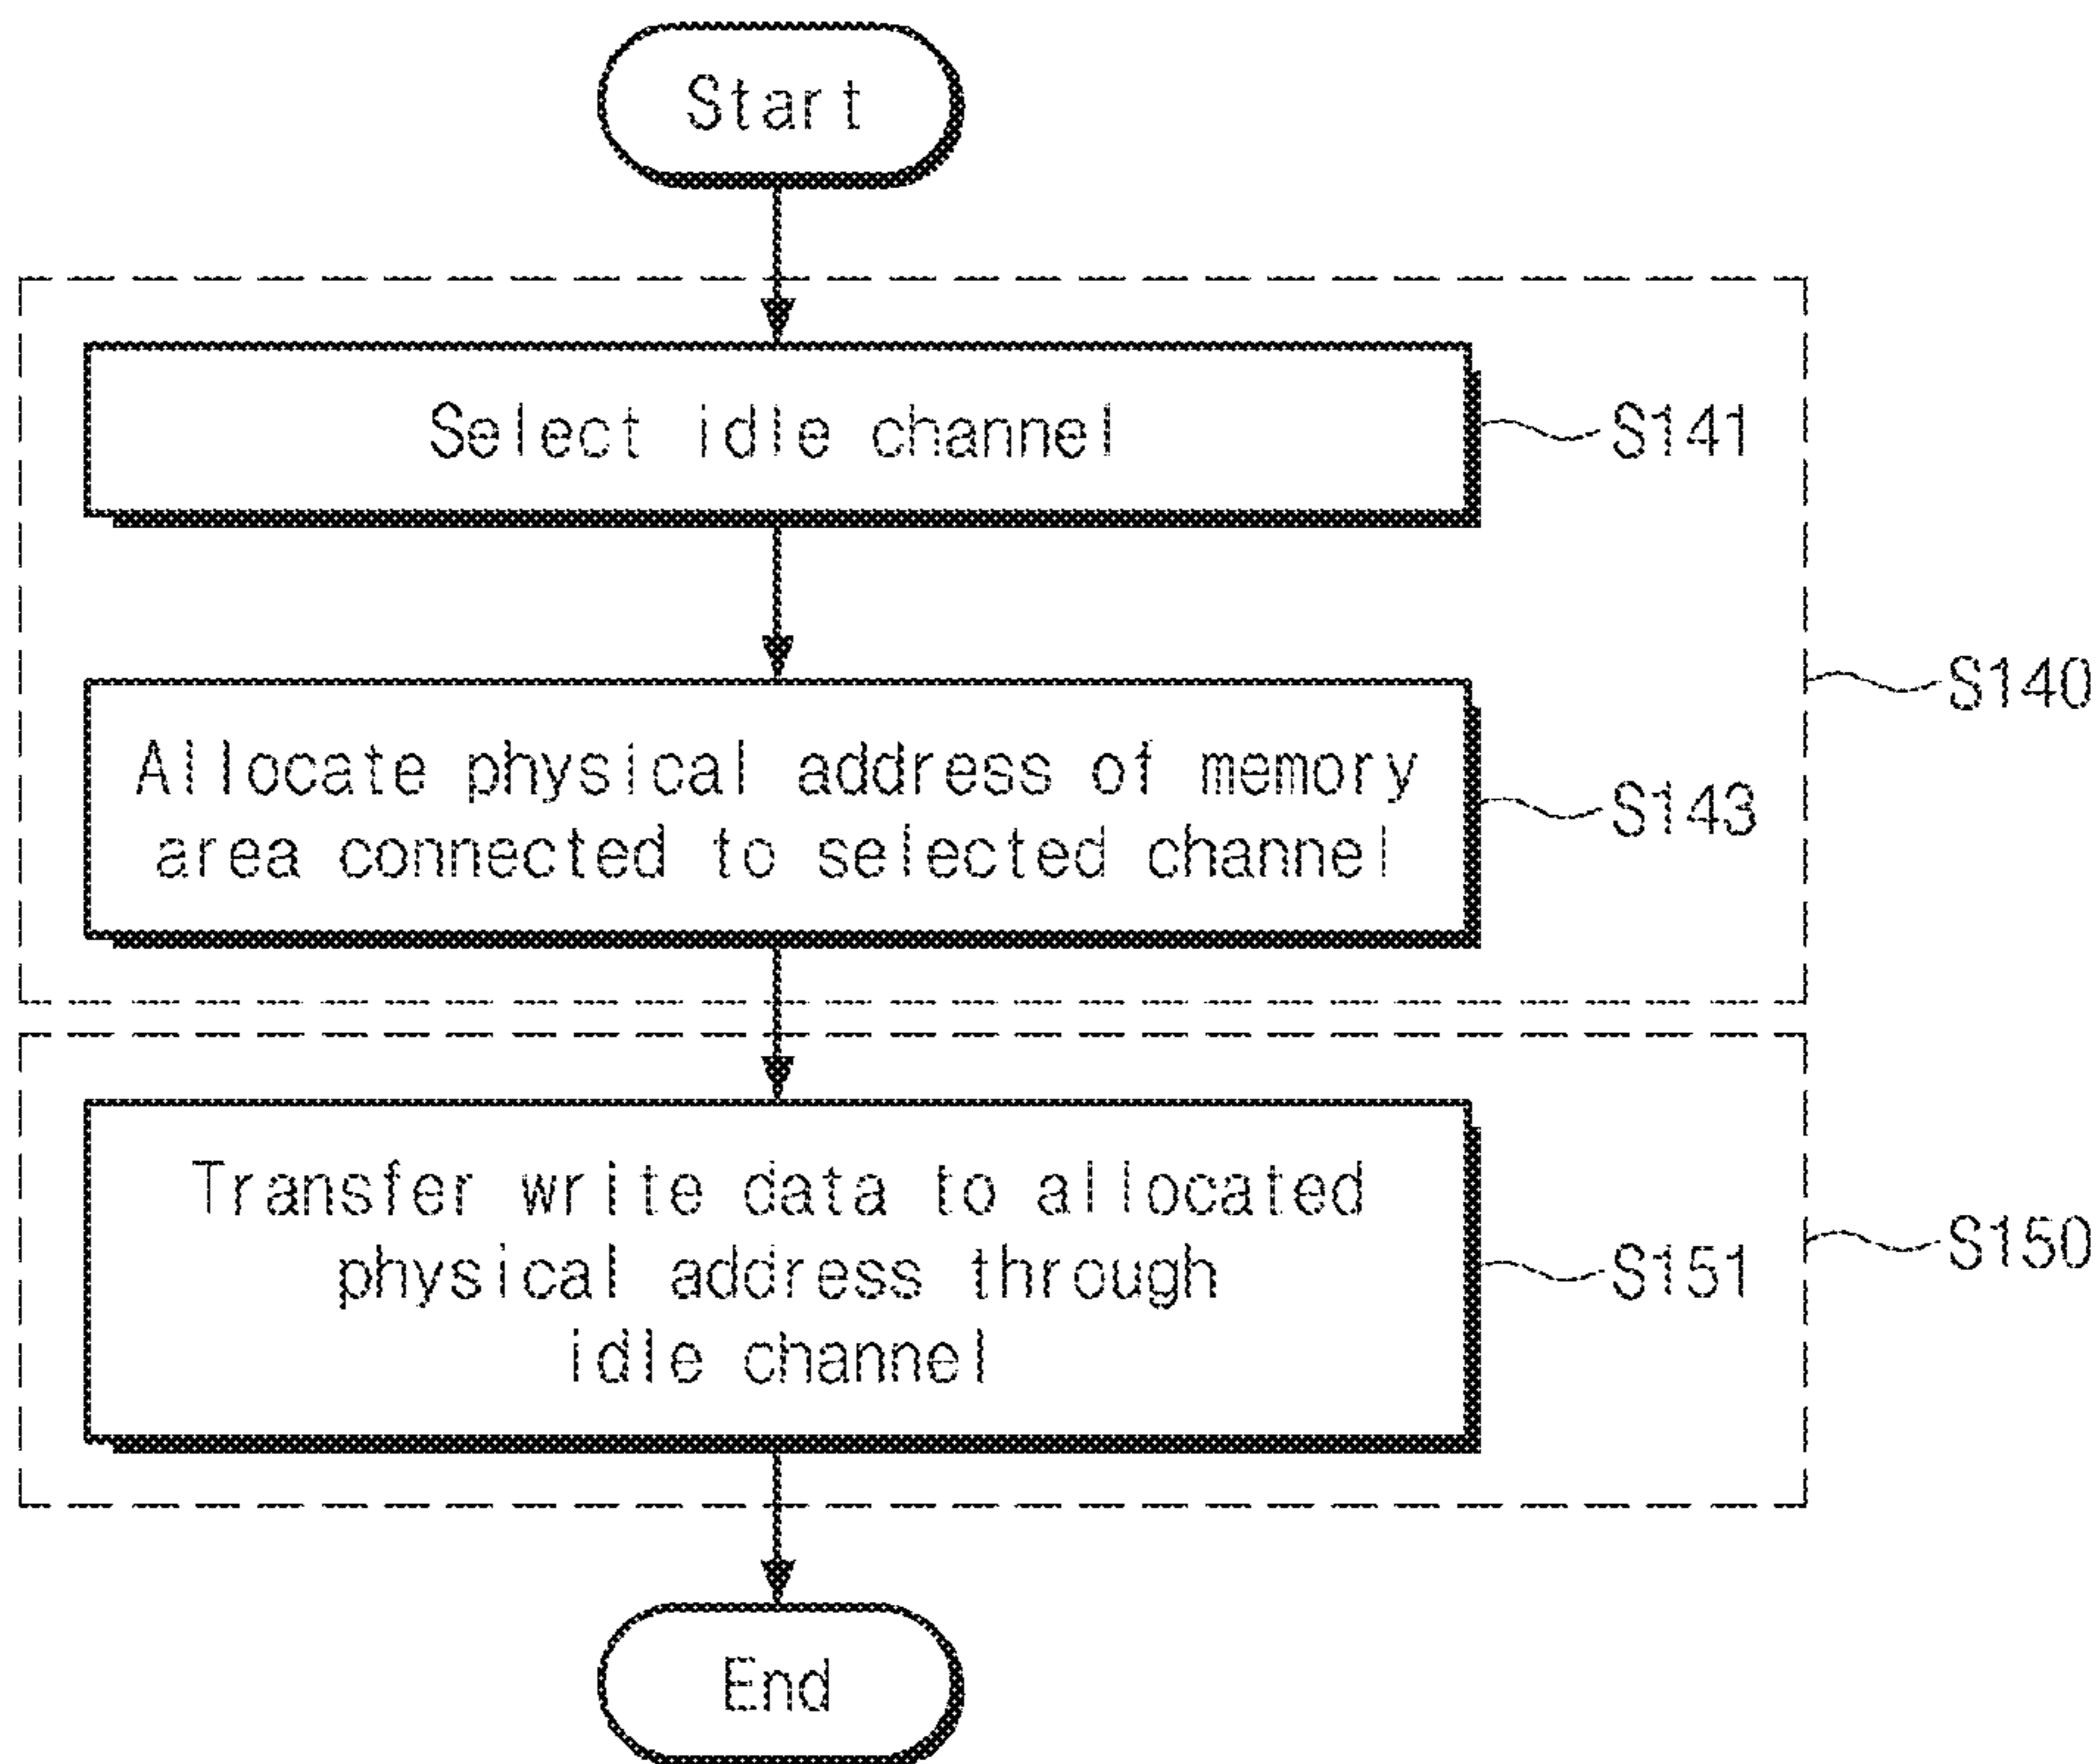 Start
Select idle channel
S141
Allocate physical address of memory
area connected to selected channel
S143
S140
Transfer write data to allocated
physical address through
idle channel
S151
S150
End